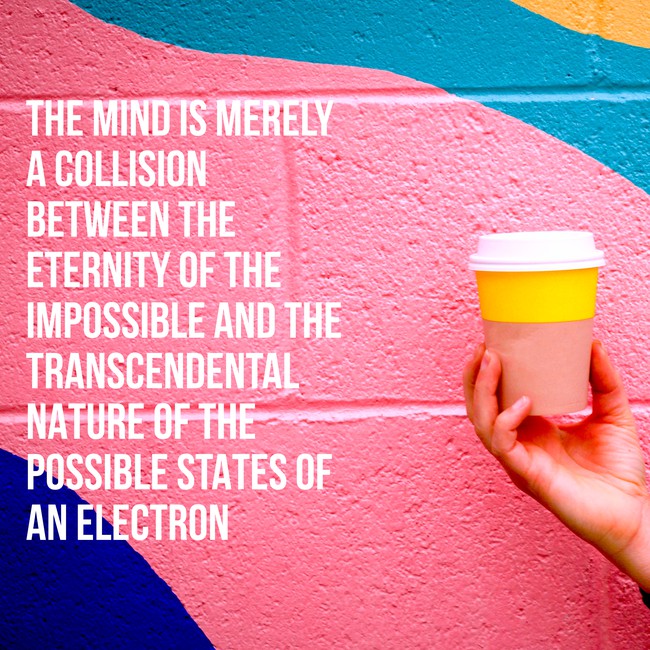 THE MIND IS MERELY
A COLLISION
BETWEEN THE
ETERNITY OF THE
IMPOSSIBLE AND THE
TRANSCENDENTAL
NATURE OF THE
POSSIBLE STATES OF
AN ELECTRON